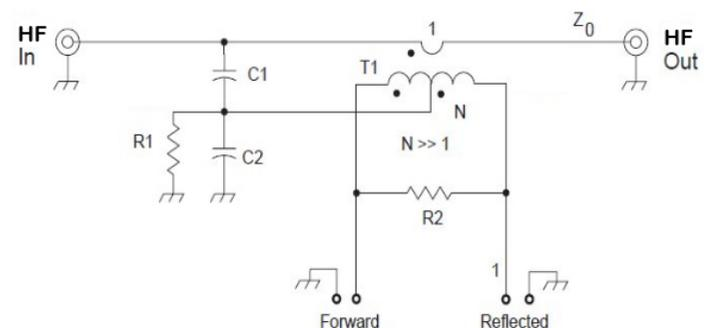 HF
In
1
Z0
HF
Out
T1
C1
N
R1
C2
N >> 1
R2
1
Forward
Reflected